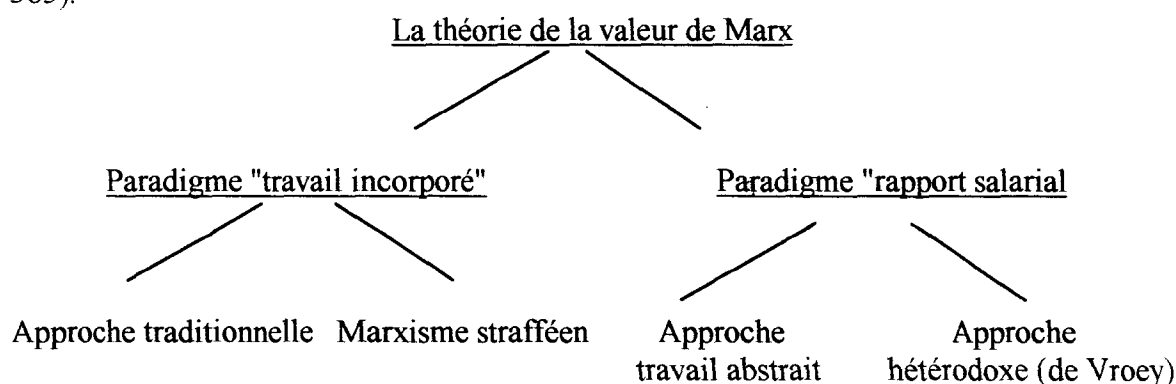 365).
La théorie de la valeur de Marx
Paradigme "travail incorporé" Paradigme "rapport salarial
Approche traditionnelle Marxisme strafféen Approche Approche
travail abstrait hétérodoxe (de Vroey)